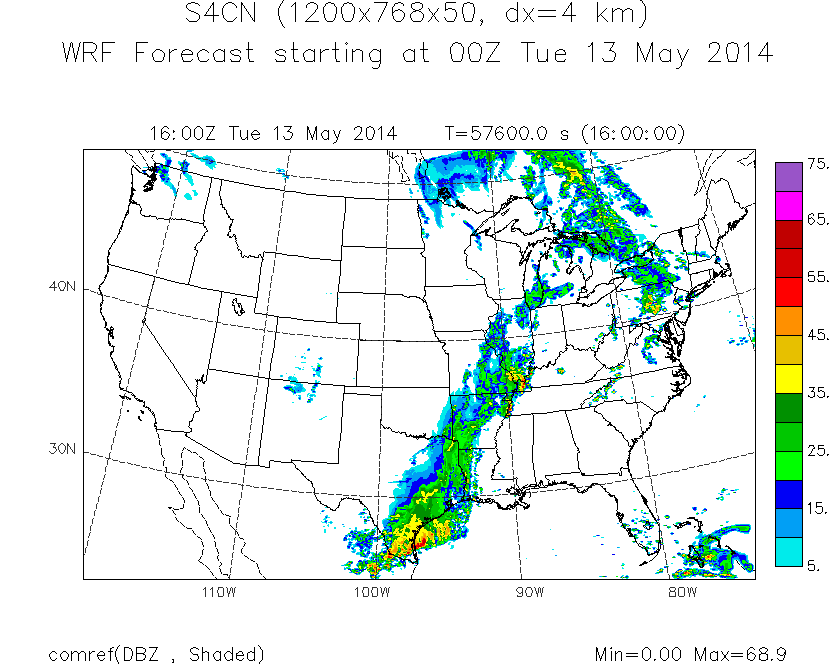 S4CN (1200x768x50, dx=4 km)
WRF Forecast starting at 00Z Tue 13 May 2014
16:00Z Tue 13 May 2014 T=57600.0 s (16:00:00)
75.
65.
55.
45.
35.
25.
15.
5.
40N
30N
110W 100W 90W 80W
comref(DBZ , Shaded) Min=0.00 Max=68.9